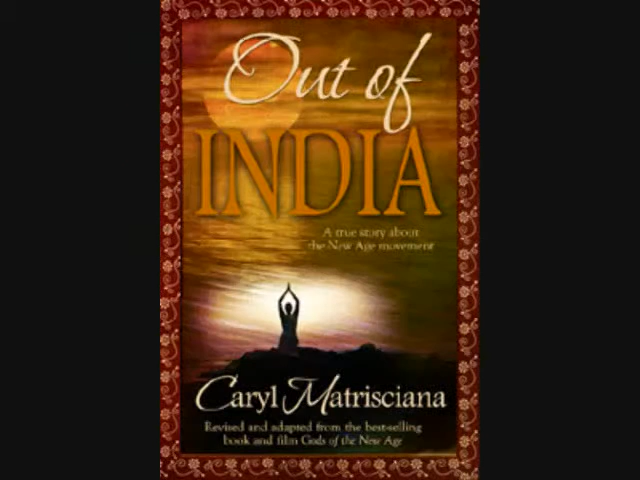 Out of
INDIA
A true story about
the New Age movement
Caryl Matrisciana
Revised and adapted from the best-selling
book and film Gods of the New Age